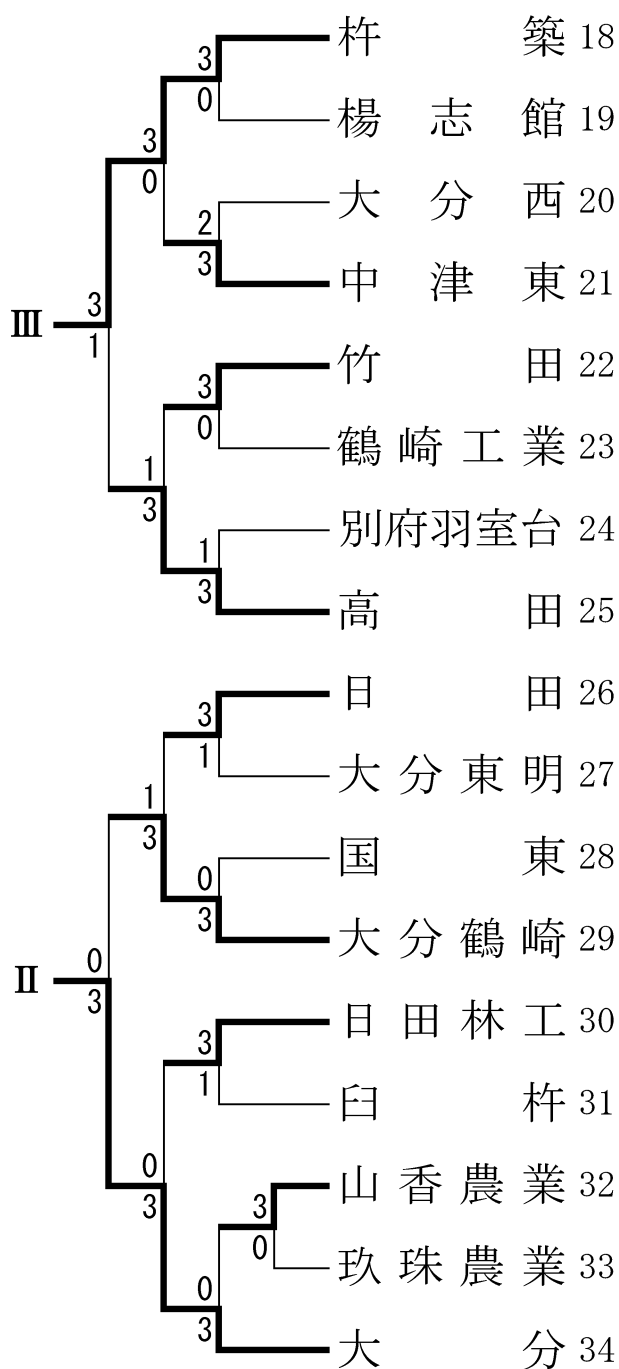 3 杵築 18
0 楊志館 19
3
0
2 大分西 20
3 中津東 21
III 3
1
3 竹田 22
0 鶴崎工業 23
1
3
1 別府羽室台 24
3 高田 25
3 日田 26
1 大分東明 27
1
3
0 国東 28
3 大分鶴崎 29
II 0
3
3 日田林工 30
1 臼杵 31
0
3
3 山香農業 32
0 玖珠農業 33
0
3 大分 34